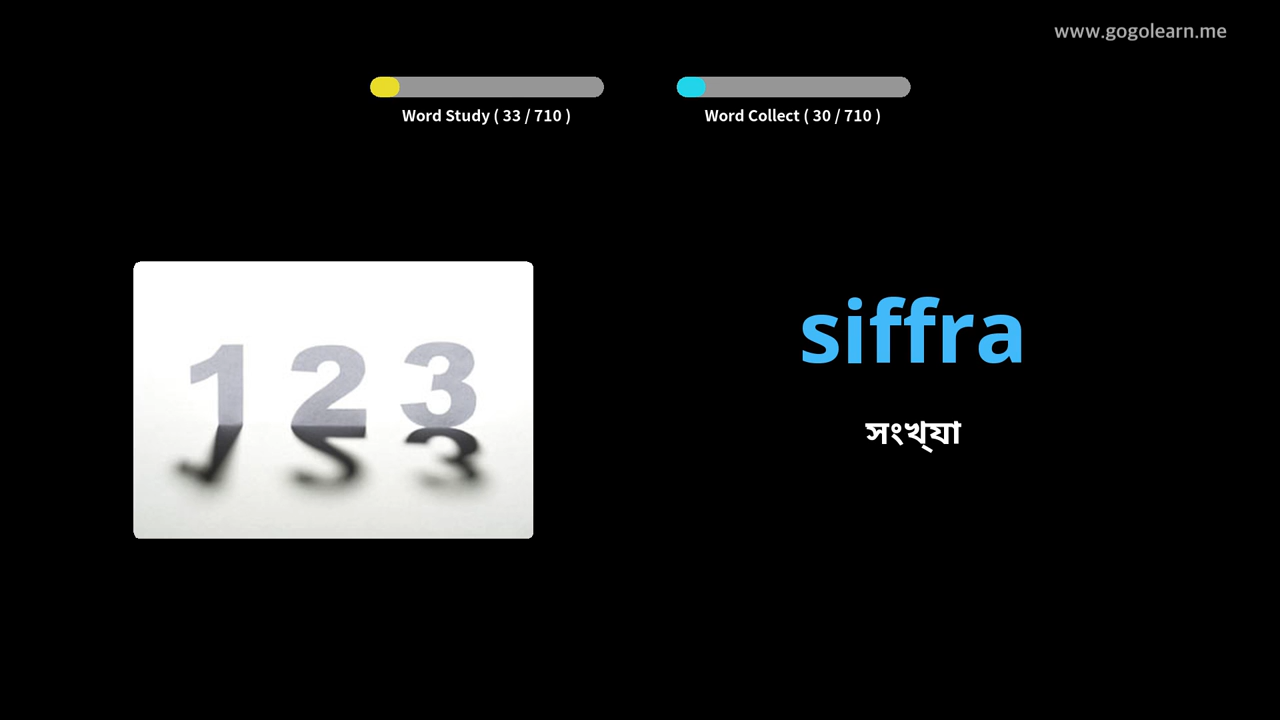 www.gogolearn.me
Word Study ( 33 / 710 )
Word Collect ( 30 / 710 )
1 2 3
siffra
সংখ্যা